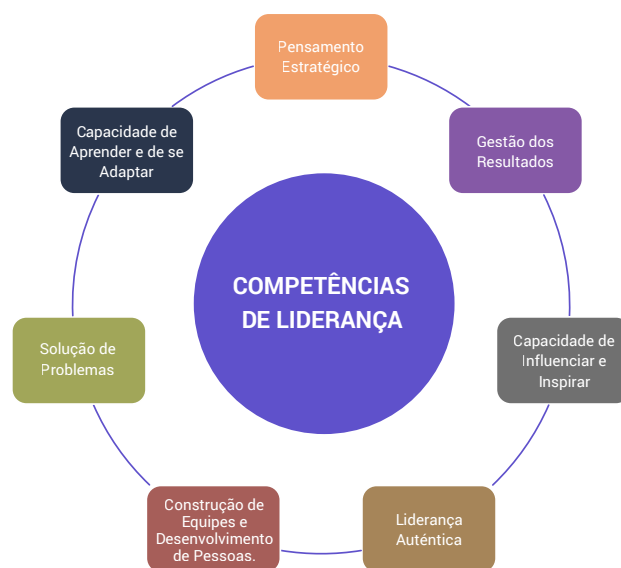 Pensamento
Estratégico
Gestão dos
Resultados
Capacidade de
Influenciar e
Inspirar
Liderança
Auténtica
Construção de
Equipes e
Desenvolvimento
de Pessoas.
Solução de
Problemas
Capacidade de
Aprender e de se
Adaptar
COMPETÊNCIAS
DE LIDERANÇA